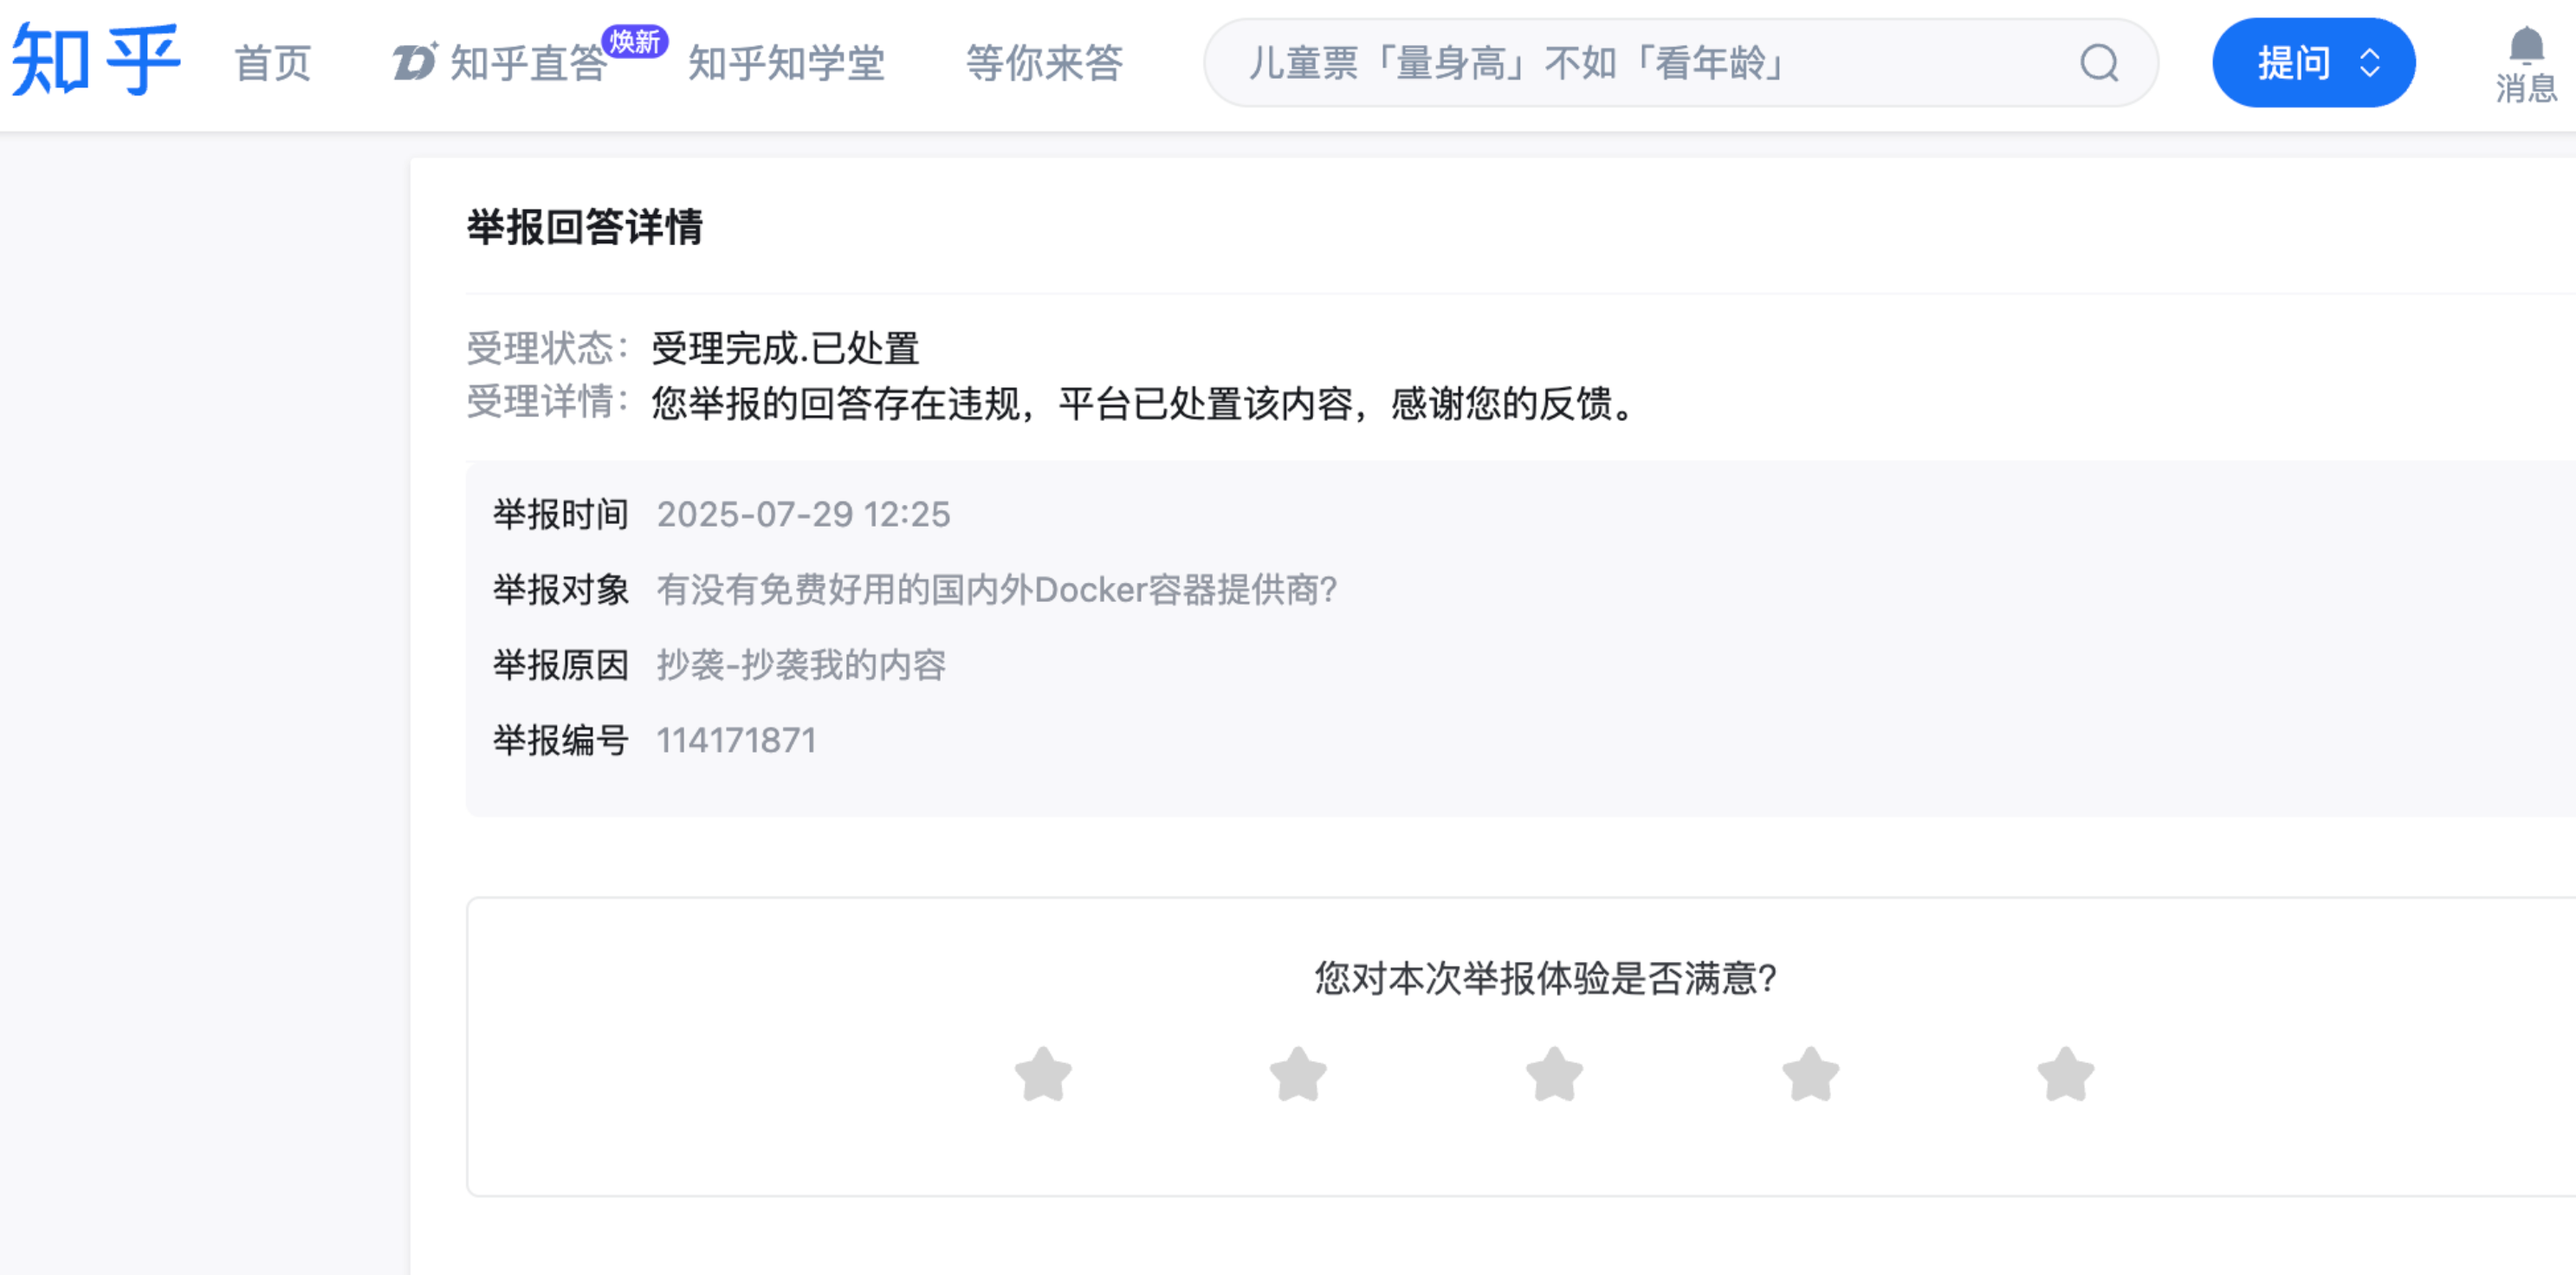 知乎 首页 知乎直答 焕新 知乎知学堂 等你来答 儿童票「量身高」不如「看年龄」 提问 消息
举报回答详情
受理状态： 受理完成.已处置
受理详情： 您举报的回答存在违规，平台已处置该内容，感谢您的反馈。
举报时间 2025-07-29 12:25
举报对象 有没有免费好用的国内外Docker容器提供商?
举报原因 抄袭-抄袭我的内容
举报编号 114171871
您对本次举报体验是否满意?